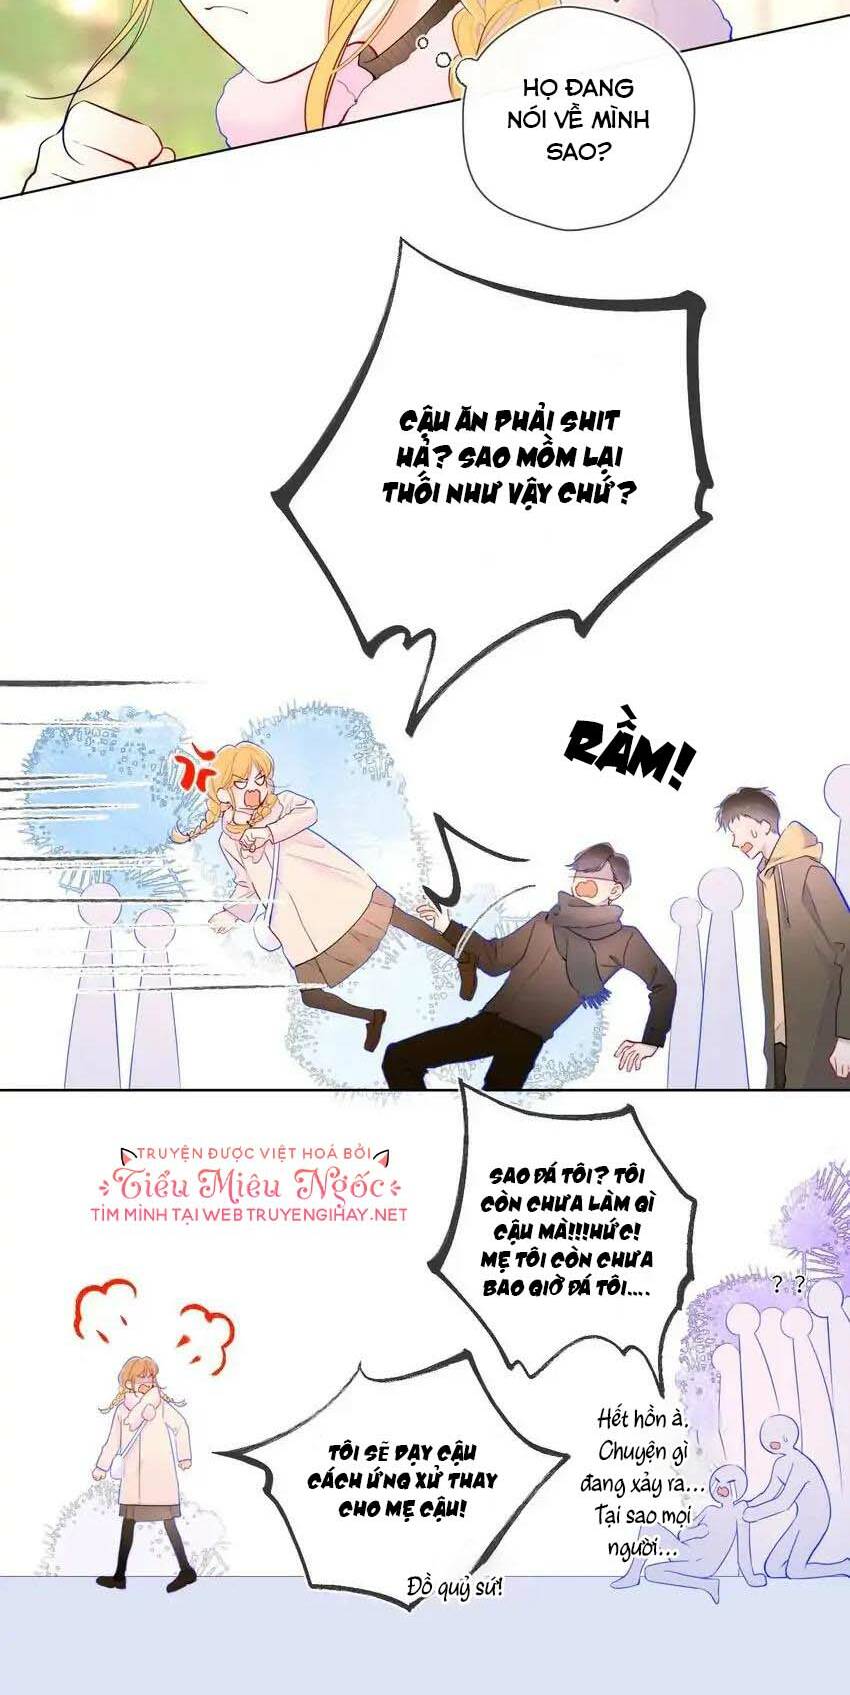 HỌ ĐANG
NÓI VỀ MÌNH
SAO?
CẬU ĂN PHẢI SHIT
HẢ? SAO MỒM LẠI
THỐI NHƯ VẬY CHỨ?
RẦM!
TRUYỆN ĐƯỢC VIỆT HOÁ BỞI
TIỂU MIÊU NGỐC
TÌM MÌNH TẠI WEB TRUYENGIHAY.NET
SAO ĐÁ TÔI? TÔI
CÒN CHƯA LÀM GÌ
CẬU MÀ!!!HỨC!
MẸ TÔI CÒN CHƯA
BAO GIỜ ĐÁ TÔI....
? ?
Hết hồn à.
Chuyện gì
đang xảy ra...
Tại sao mọi
người...
TÔI SẼ DẠY CẬU
CÁCH ỨNG XỬ THAY
CHO MẸ CẬU!
Đồ quỷ sứ!